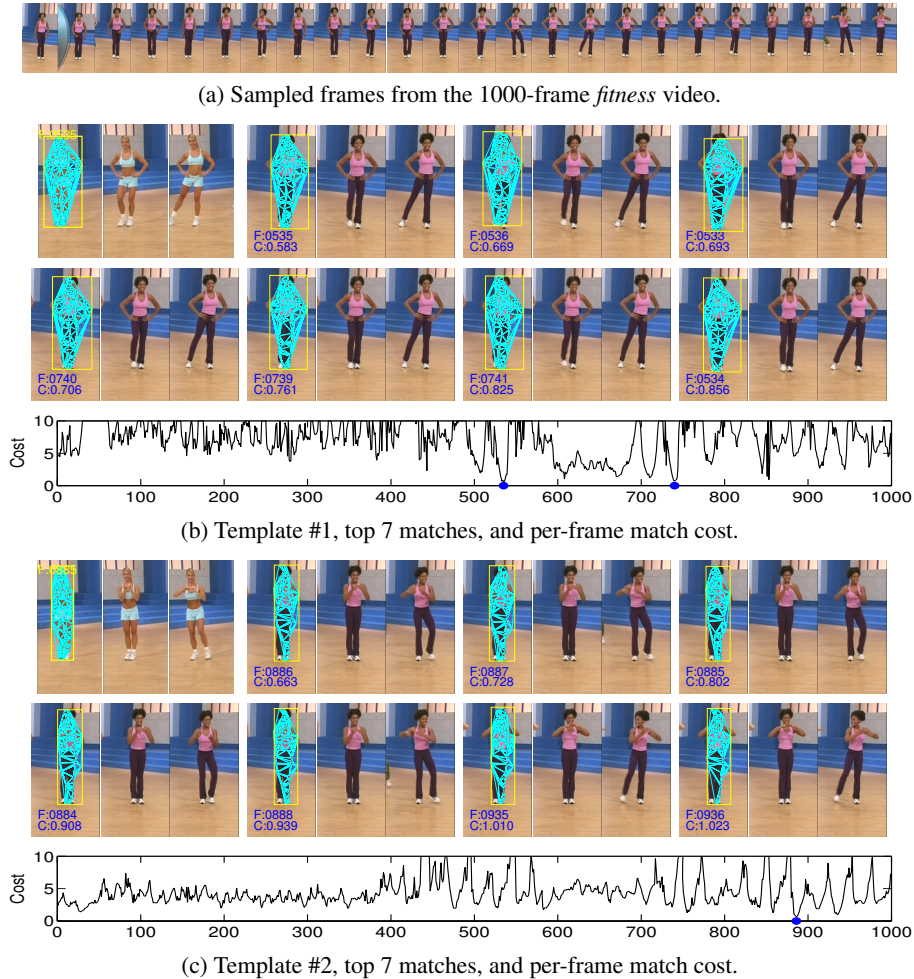 (a) Sampled frames from the 1000-frame fitness video.
F:0535
F:0535
C:0.583
F:0536
C:0.669
F:0533
C:0.693
F:0740
C:0.706
F:0739
C:0.761
F:0741
C:0.825
F:0534
C:0.856
Cost
10
5
0
0 100 200 300 400 500 600 700 800 900 1000
(b) Template #1, top 7 matches, and per-frame match cost.
F:0886
C:0.663
F:0887
C:0.728
F:0885
C:0.802
F:0884
C:0.908
F:0888
C:0.939
F:0935
C:1.010
F:0936
C:1.023
Cost
10
5
0
0 100 200 300 400 500 600 700 800 900 1000
(c) Template #2, top 7 matches, and per-frame match cost.